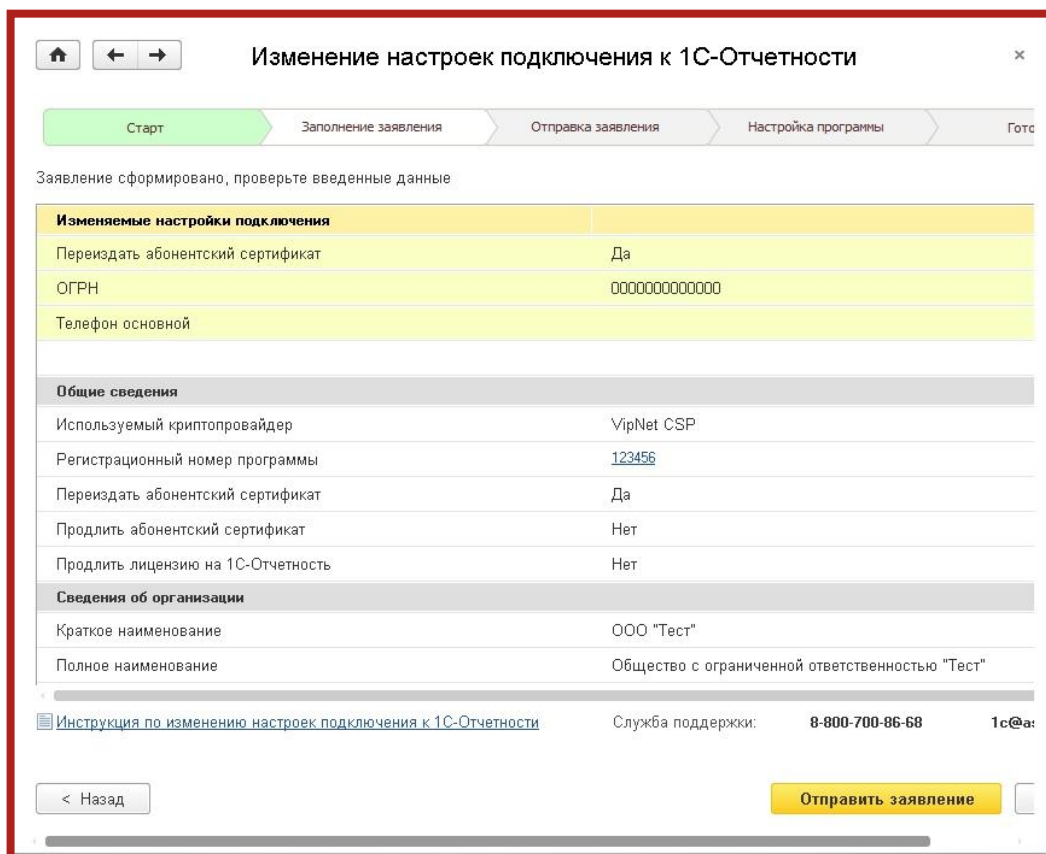 Изменение настроек подключения к 1С-Отчетности
Старт Заполнение заявления Отправка заявления Настройка программы Гото
Заявление сформировано, проверьте введенные данные
Изменяемые настройки подключения
Переиздать абонентский сертификат Да
ОГРН 0000000000000
Телефон основной
Общие сведения
Используемый криптопровайдер VipNet CSP
Регистрационный номер программы 123456
Переиздать абонентский сертификат Да
Продлить абонентский сертификат Нет
Продлить лицензию на 1С-Отчетность Нет
Сведения об организации
Краткое наименование ООО "Тест"
Полное наименование Общество с ограниченной ответственностью "Тест"
Инструкция по изменению настроек подключения к 1С-Отчетности Служба поддержки: 8-800-700-86-68 1c@as
< Назад Отправить заявление